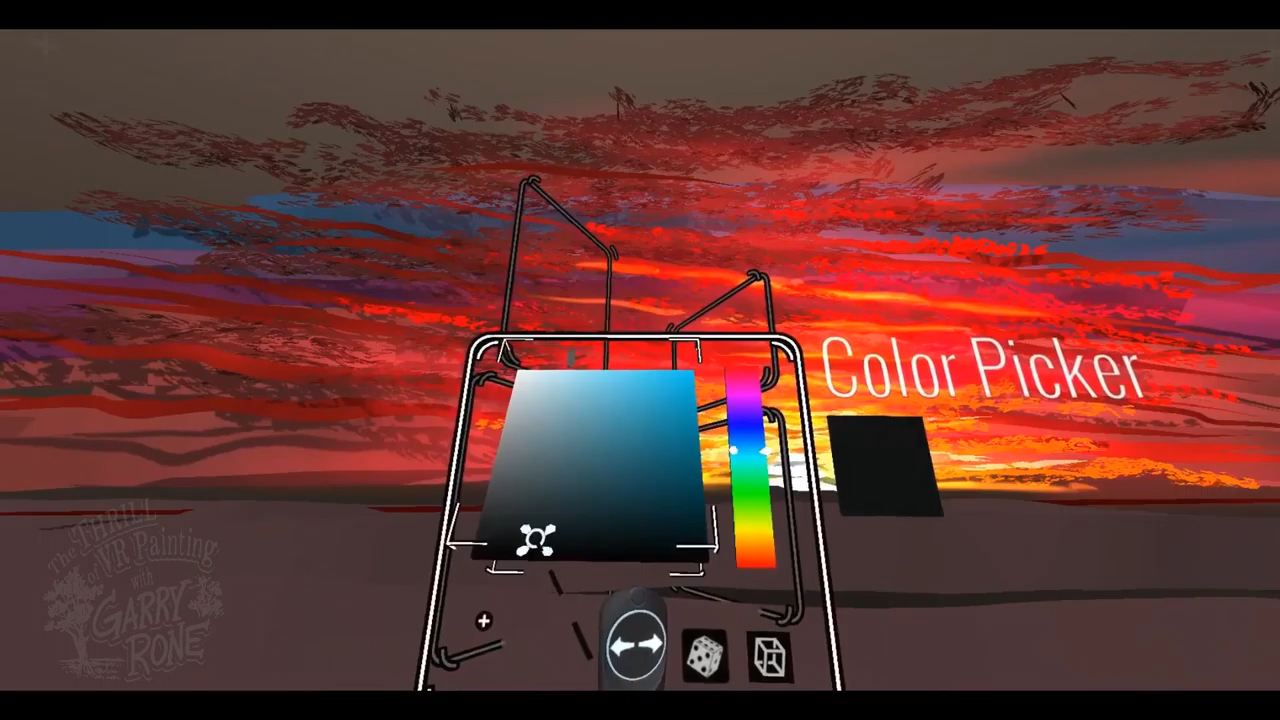 Color Picker
The THRILL
of VR Painting
with
GARRY
RONE